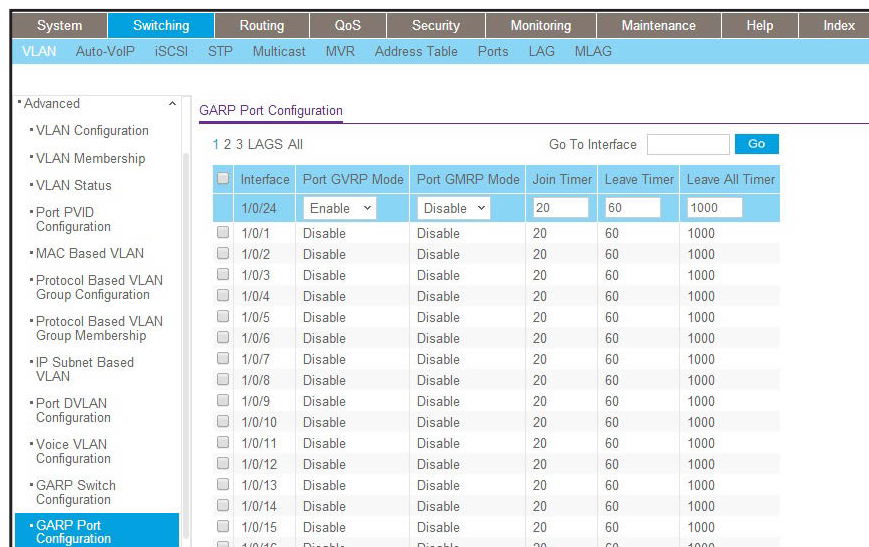 System Switching Routing QoS Security Monitoring Maintenance Help Index
VLAN Auto-VoIP iSCSI STP Multicast MVR Address Table Ports LAG MLAG
Advanced
VLAN Configuration
VLAN Membership
VLAN Status
Port PVID
Configuration
MAC Based VLAN
Protocol Based VLAN
Group Configuration
Protocol Based VLAN
Group Membership
IP Subnet Based
VLAN
Port DVLAN
Configuration
Voice VLAN
Configuration
GARP Switch
Configuration
GARP Port
Configuration
GARP Port Configuration
1 2 3 LAGS All Go To Interface Go
Interface Port GVRP Mode Port GMRP Mode Join Timer Leave Timer Leave All Timer
1/0/24 Enable Disable 20 60 1000
1/0/1 Disable Disable 20 60 1000
1/0/2 Disable Disable 20 60 1000
1/0/3 Disable Disable 20 60 1000
1/0/4 Disable Disable 20 60 1000
1/0/5 Disable Disable 20 60 1000
1/0/6 Disable Disable 20 60 1000
1/0/7 Disable Disable 20 60 1000
1/0/8 Disable Disable 20 60 1000
1/0/9 Disable Disable 20 60 1000
1/0/10 Disable Disable 20 60 1000
1/0/11 Disable Disable 20 60 1000
1/0/12 Disable Disable 20 60 1000
1/0/13 Disable Disable 20 60 1000
1/0/14 Disable Disable 20 60 1000
1/0/15 Disable Disable 20 60 1000
1/0/16 Disable Disable 20 60 1000